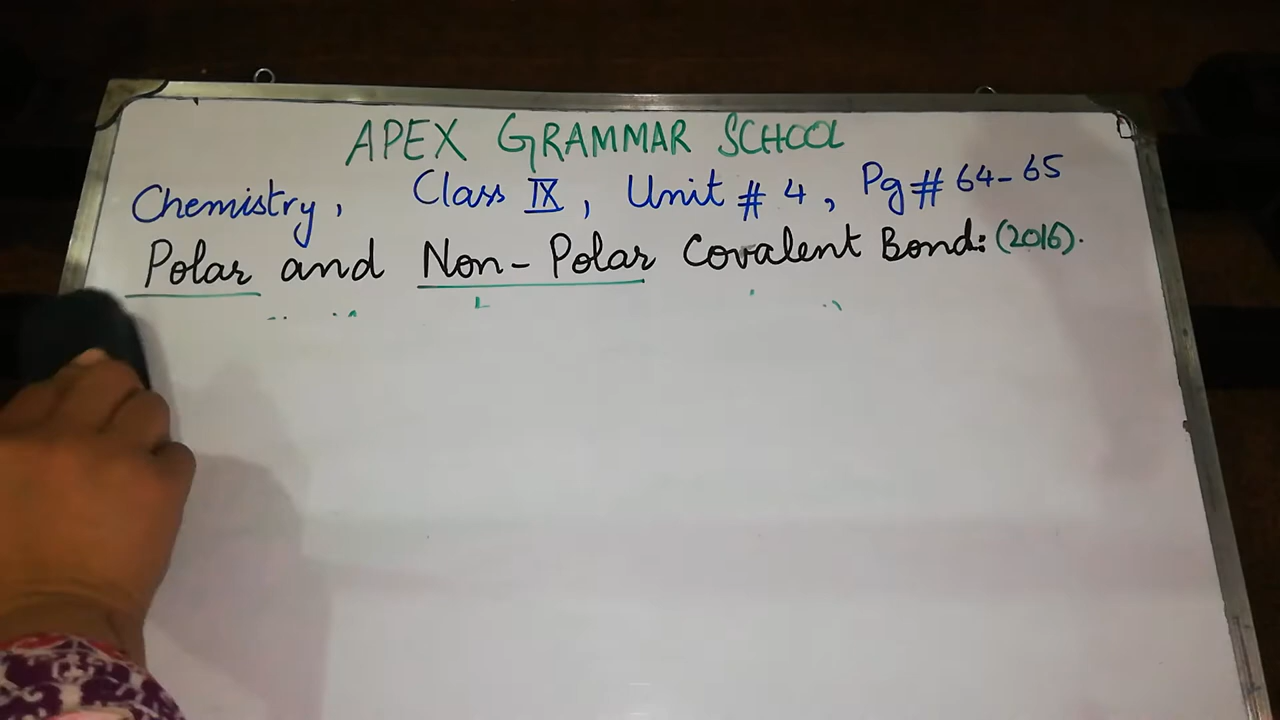 APEX GRAMMAR SCHOOL
Chemistry, Class IX, Unit # 4, Pg # 64-65
Polar and Non-Polar Covalent Bond: (2016).